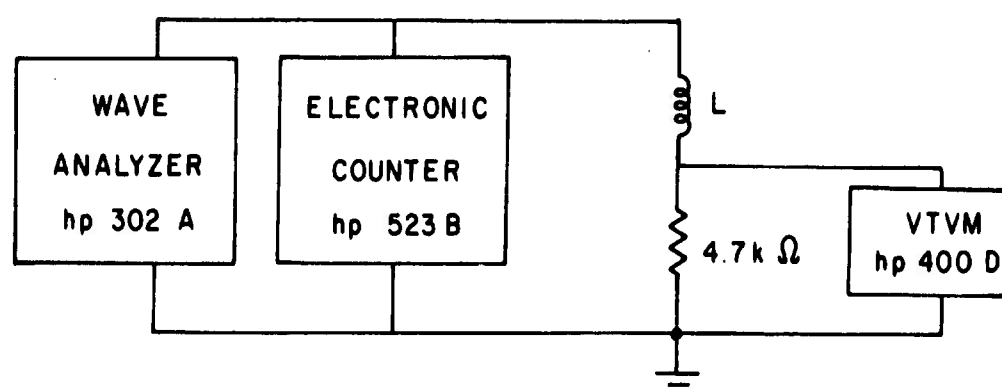 WAVE
ANALYZER
hp 302 A
ELECTRONIC
COUNTER
hp 523 B
L
4.7k Ω
VTVM
hp 400 D